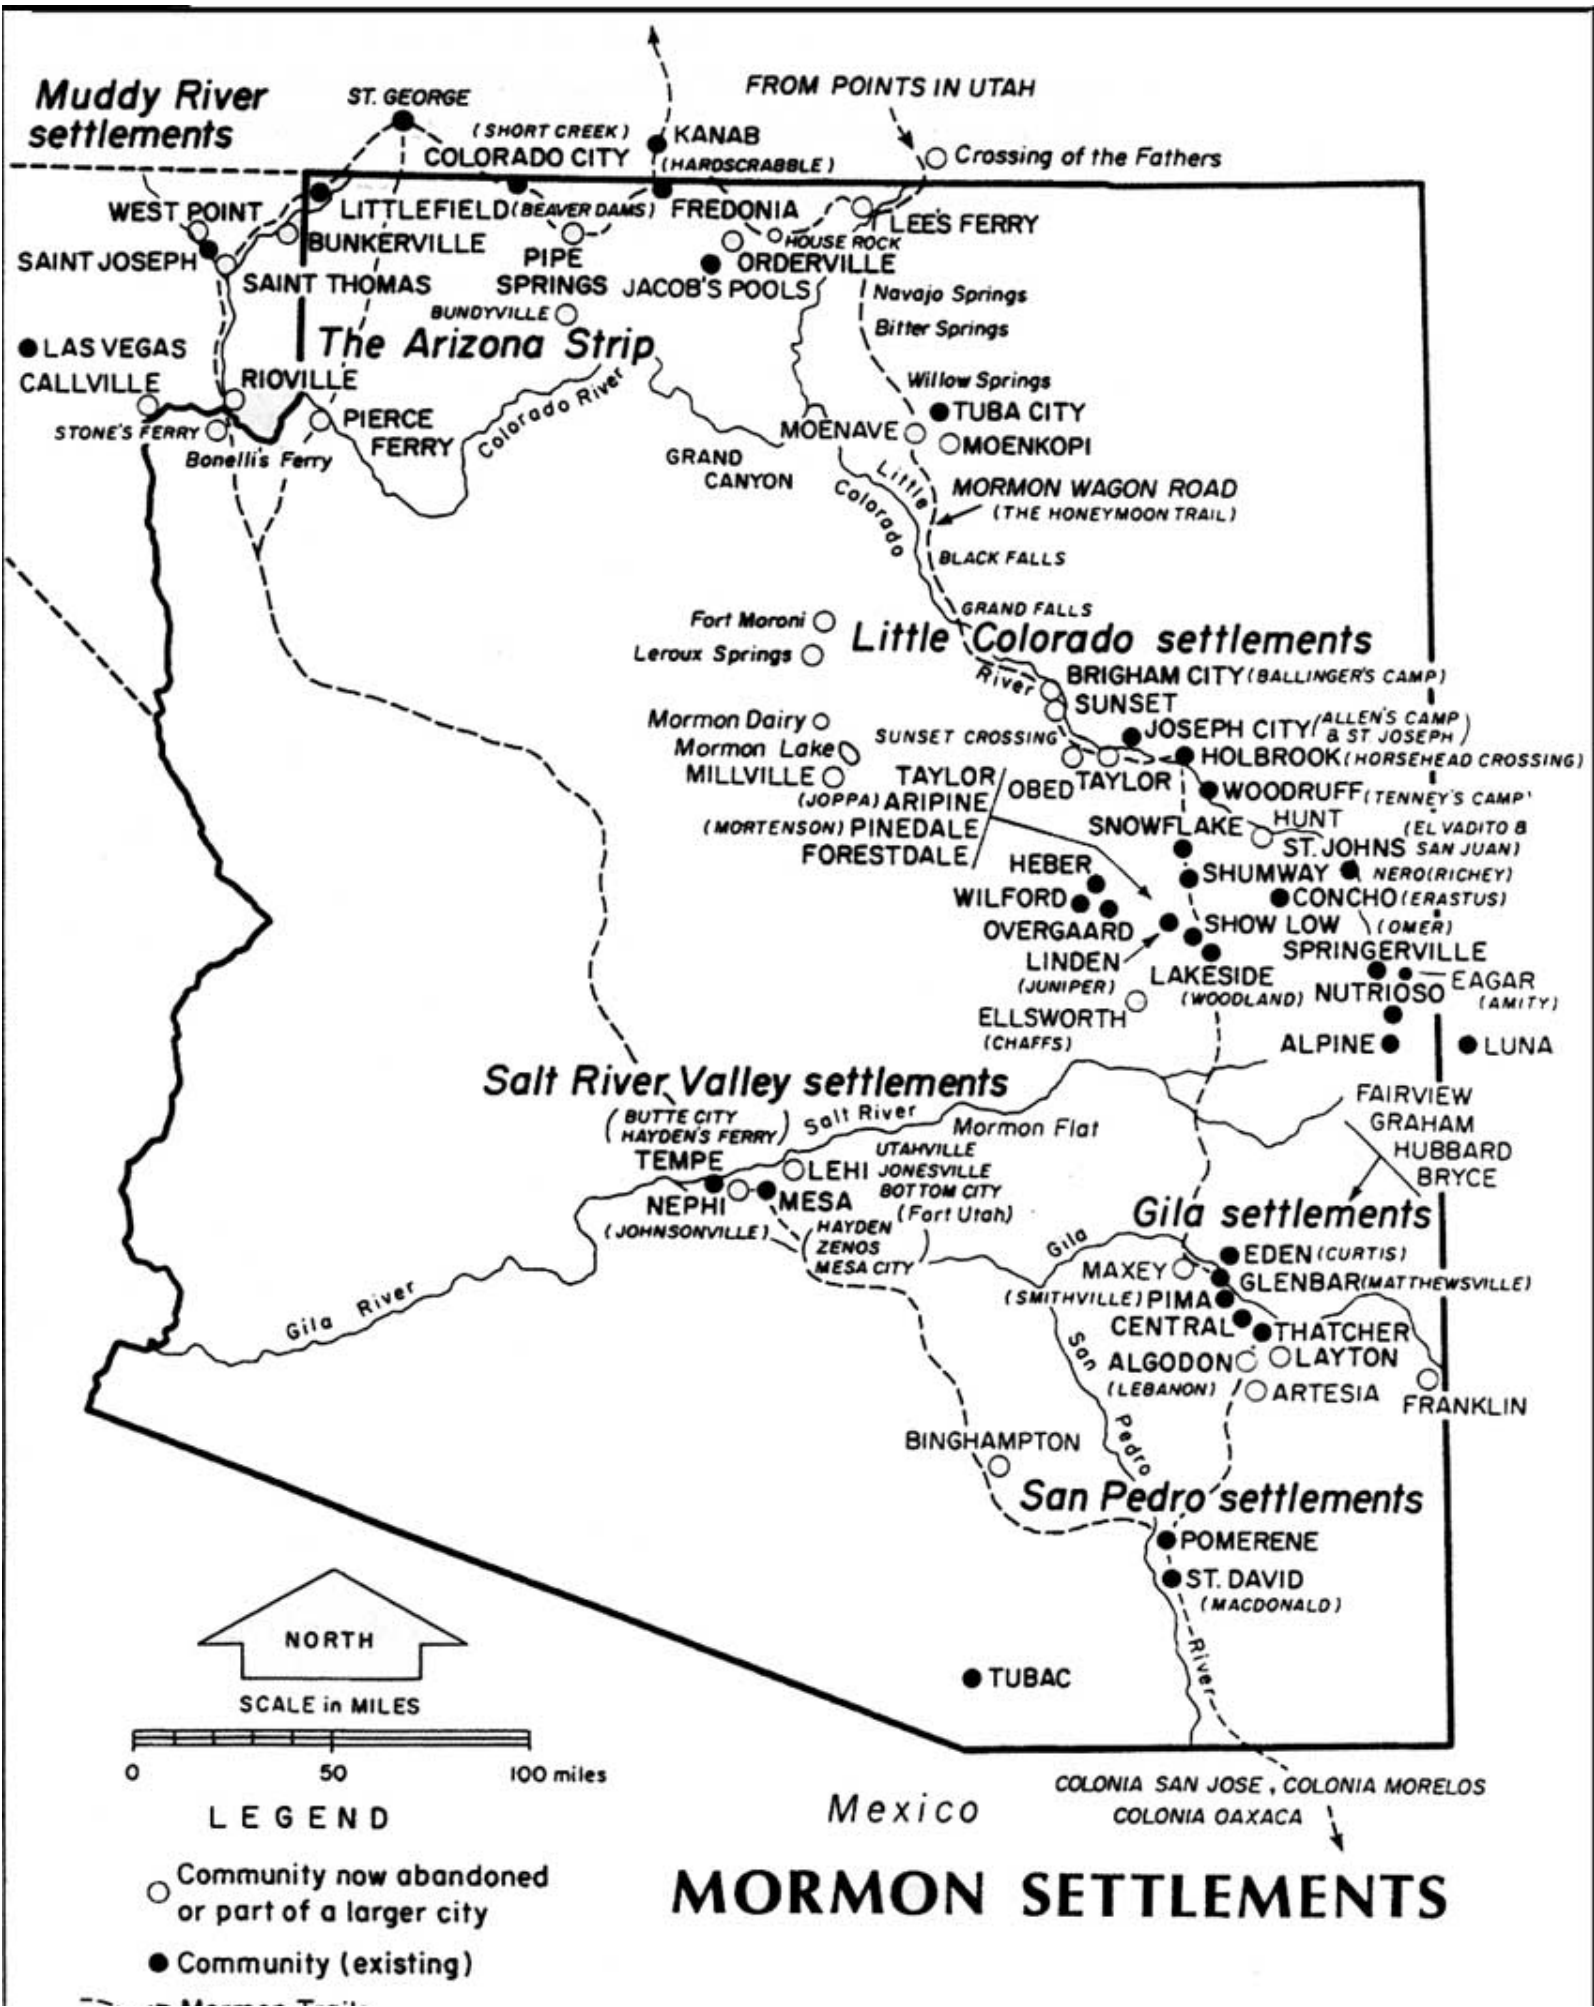 Muddy River
settlements
ST. GEORGE
FROM POINTS IN UTAH
(SHORT CREEK)
COLORADO CITY
KANAB
(HARDSCRABBLE)
Crossing of the Fathers
WEST POINT
LITTLEFIELD (BEAVER DAMS)
FREDONIA
LEE'S FERRY
BUNKERVILLE
HOUSE ROCK
SAINT JOSEPH
PIPE
SPRINGS
ORDERVILLE
SAINT THOMAS
JACOB'S POOLS
Navajo Springs
BUNDYVILLE
Bitter Springs
The Arizona Strip
LAS VEGAS
CALLVILLE
RIOVILLE
Willow Springs
TUBA CITY
STONE'S FERRY
PIERCE
FERRY
Colorado River
MOENAVE
MOENKOPI
Bonelli's Ferry
GRAND
CANYON
Little
Colorado
MORMON WAGON ROAD
(THE HONEYMOON TRAIL)
BLACK FALLS
GRAND FALLS
Fort Moroni
Little Colorado settlements
Leroux Springs
River
BRIGHAM CITY (BALLINGER'S CAMP)
SUNSET
Mormon Dairy
SUNSET CROSSING
JOSEPH CITY (ALLEN'S CAMP
& ST. JOSEPH)
Mormon Lake
HOLBROOK (HORSEHEAD CROSSING)
MILLVILLE
TAYLOR
OBED
TAYLOR
WOODRUFF (TENNEY'S CAMP'
(JOPPA) ARIPINE
(MORTENSON) PINEDALE
FORESTDALE
SNOWFLAKE
HUNT
(EL VADITO &
ST. JOHNS SAN JUAN)
HEBER
SHUMWAY
NERO (RICHEY)
WILFORD
CONCHO (ERASTUS)
OVERGAARD
SHOW LOW
(OMER)
LINDEN
(JUNIPER)
SPRINGERVILLE
LAKESIDE
(WOODLAND)
NUTRIOSO
EAGAR
(AMITY)
ELLSWORTH
(CHAFFS)
ALPINE
LUNA
Salt River Valley settlements
FAIRVIEW
GRAHAM
HUBBARD
BRYCE
(BUTTE CITY
HAYDEN'S FERRY)
Salt River
Mormon Flat
TEMPE
LEHI
UTAHVILLE
JONESVILLE
BOTTOM CITY
(Fort Utah)
NEPHI
MESA
(JOHNSONVILLE)
(HAYDEN
ZENOS
MESA CITY)
Gila settlements
Gila
EDEN (CURTIS)
MAXEY
GLENBAR (MATTHEWSVILLE)
Gila River
(SMITHVILLE) PIMA
CENTRAL
THATCHER
San
ALGODON
LAYTON
(LEBANON)
ARTESIA
FRANKLIN
Pedro
BINGHAMPTON
San Pedro settlements
POMERENE
ST. DAVID
(MACDONALD)
River
NORTH
TUBAC
SCALE in MILES
0 50 100 miles
COLONIA SAN JOSE, COLONIA MORELOS
COLONIA OAXACA
Mexico
LEGEND
MORMON SETTLEMENTS
Community now abandoned
or part of a larger city
Community (existing)
Mormon Trails